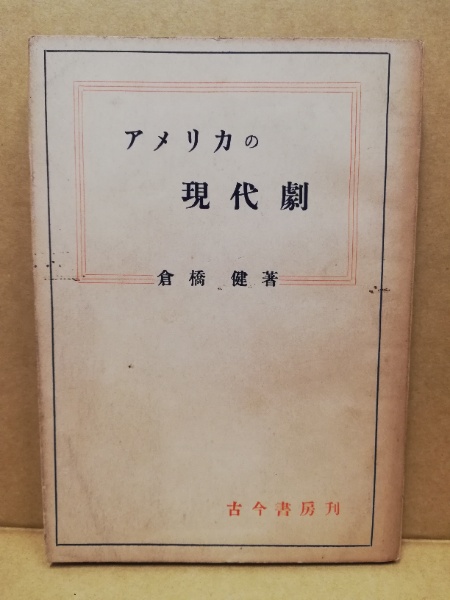 アメリカの
現代劇
倉橋健著
古今書房刊